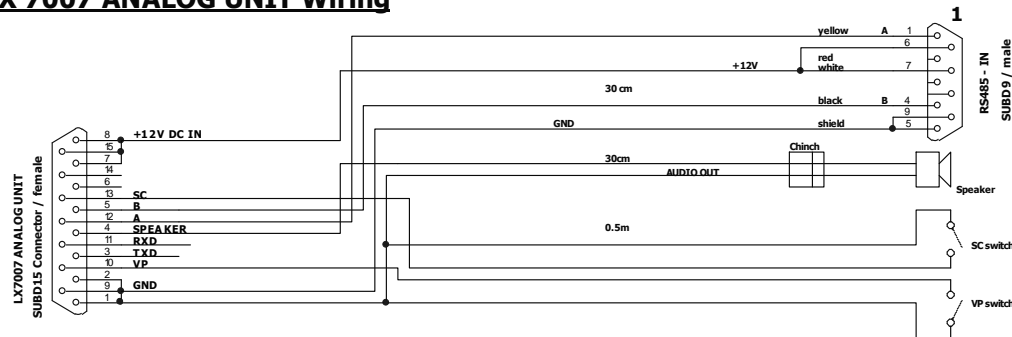 X 7007 ANALOG UNIT Wiring
1
yellow A 1
6
red
+12V white 7
30 cm
black B 4
9
GND shield 5
RS485 - IN
SUBD9 / male
8 +12V DC IN
15
7
14
6
13 SC
5 B
12 A
4 SPEAKER
11 RXD
3 TXD
10 VP
2
9 GND
1
LX7007 ANALOG UNIT
SUBD15 Connector / female
30cm
AUDIO OUT
Chinch
Speaker
0.5m
SC switch
VP switch